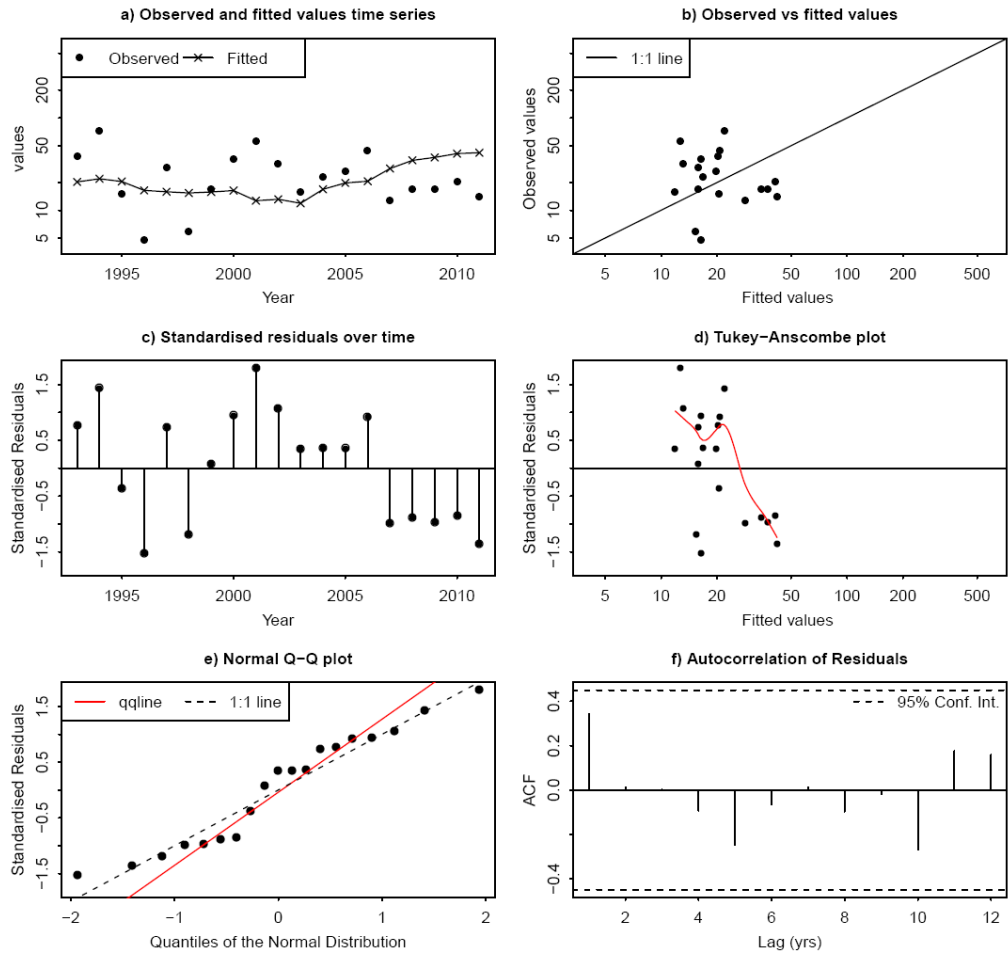 a) Observed and fitted values time series
Observed
Fitted
values
200
50
10
5
1995
2000
2005
2010
Year
b) Observed vs fitted values
1:1 line
Observed values
200
50
10
5
5
10
20
50
100
200
500
Fitted values
c) Standardised residuals over time
Standardised Residuals
1.5
0.5
−0.5
−1.5
1995
2000
2005
2010
Year
d) Tukey−Anscombe plot
Standardised Residuals
1.5
0.5
−0.5
−1.5
5
10
20
50
100
200
500
Fitted values
e) Normal Q−Q plot
qqline
1:1 line
Standardised Residuals
1.5
0.5
−0.5
−1.5
−2
−1
0
1
2
Quantiles of the Normal Distribution
f) Autocorrelation of Residuals
95% Conf. Int.
ACF
0.4
0.2
0.0
−0.4
2
4
6
8
10
12
Lag (yrs)